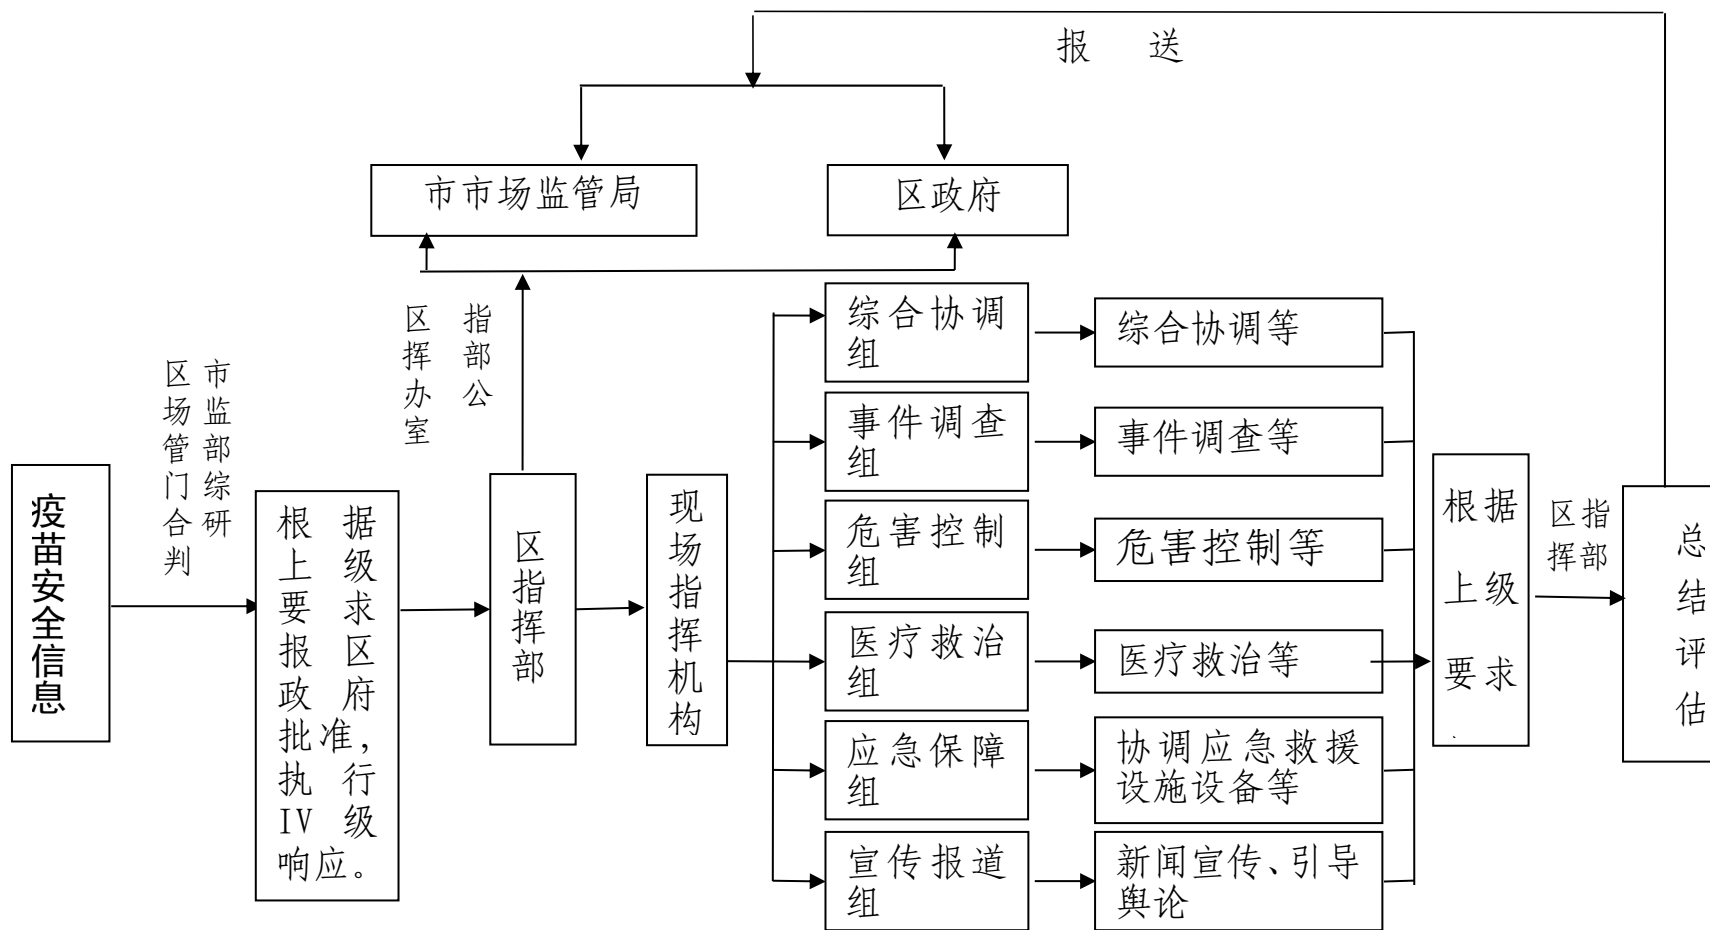 报 送
市市场监管局
区政府
区 指
挥 部
办 公
室
区 市
场 监
管 部
门 综
合 研
判
疫苗安全信息
根 据
上 级
要 求
报 区
政 府
批准，
执 行
IV 级
响应。
区指挥部
现场指挥机构
综合协调
组
综合协调等
事件调查
组
事件调查等
危害控制
组
危害控制等
医疗救治
组
医疗救治等
应急保障
组
协调应急救援
设施设备等
宣传报道
组
新闻宣传、引导
舆论
根据
上级
要求
区指
挥部
总结评估